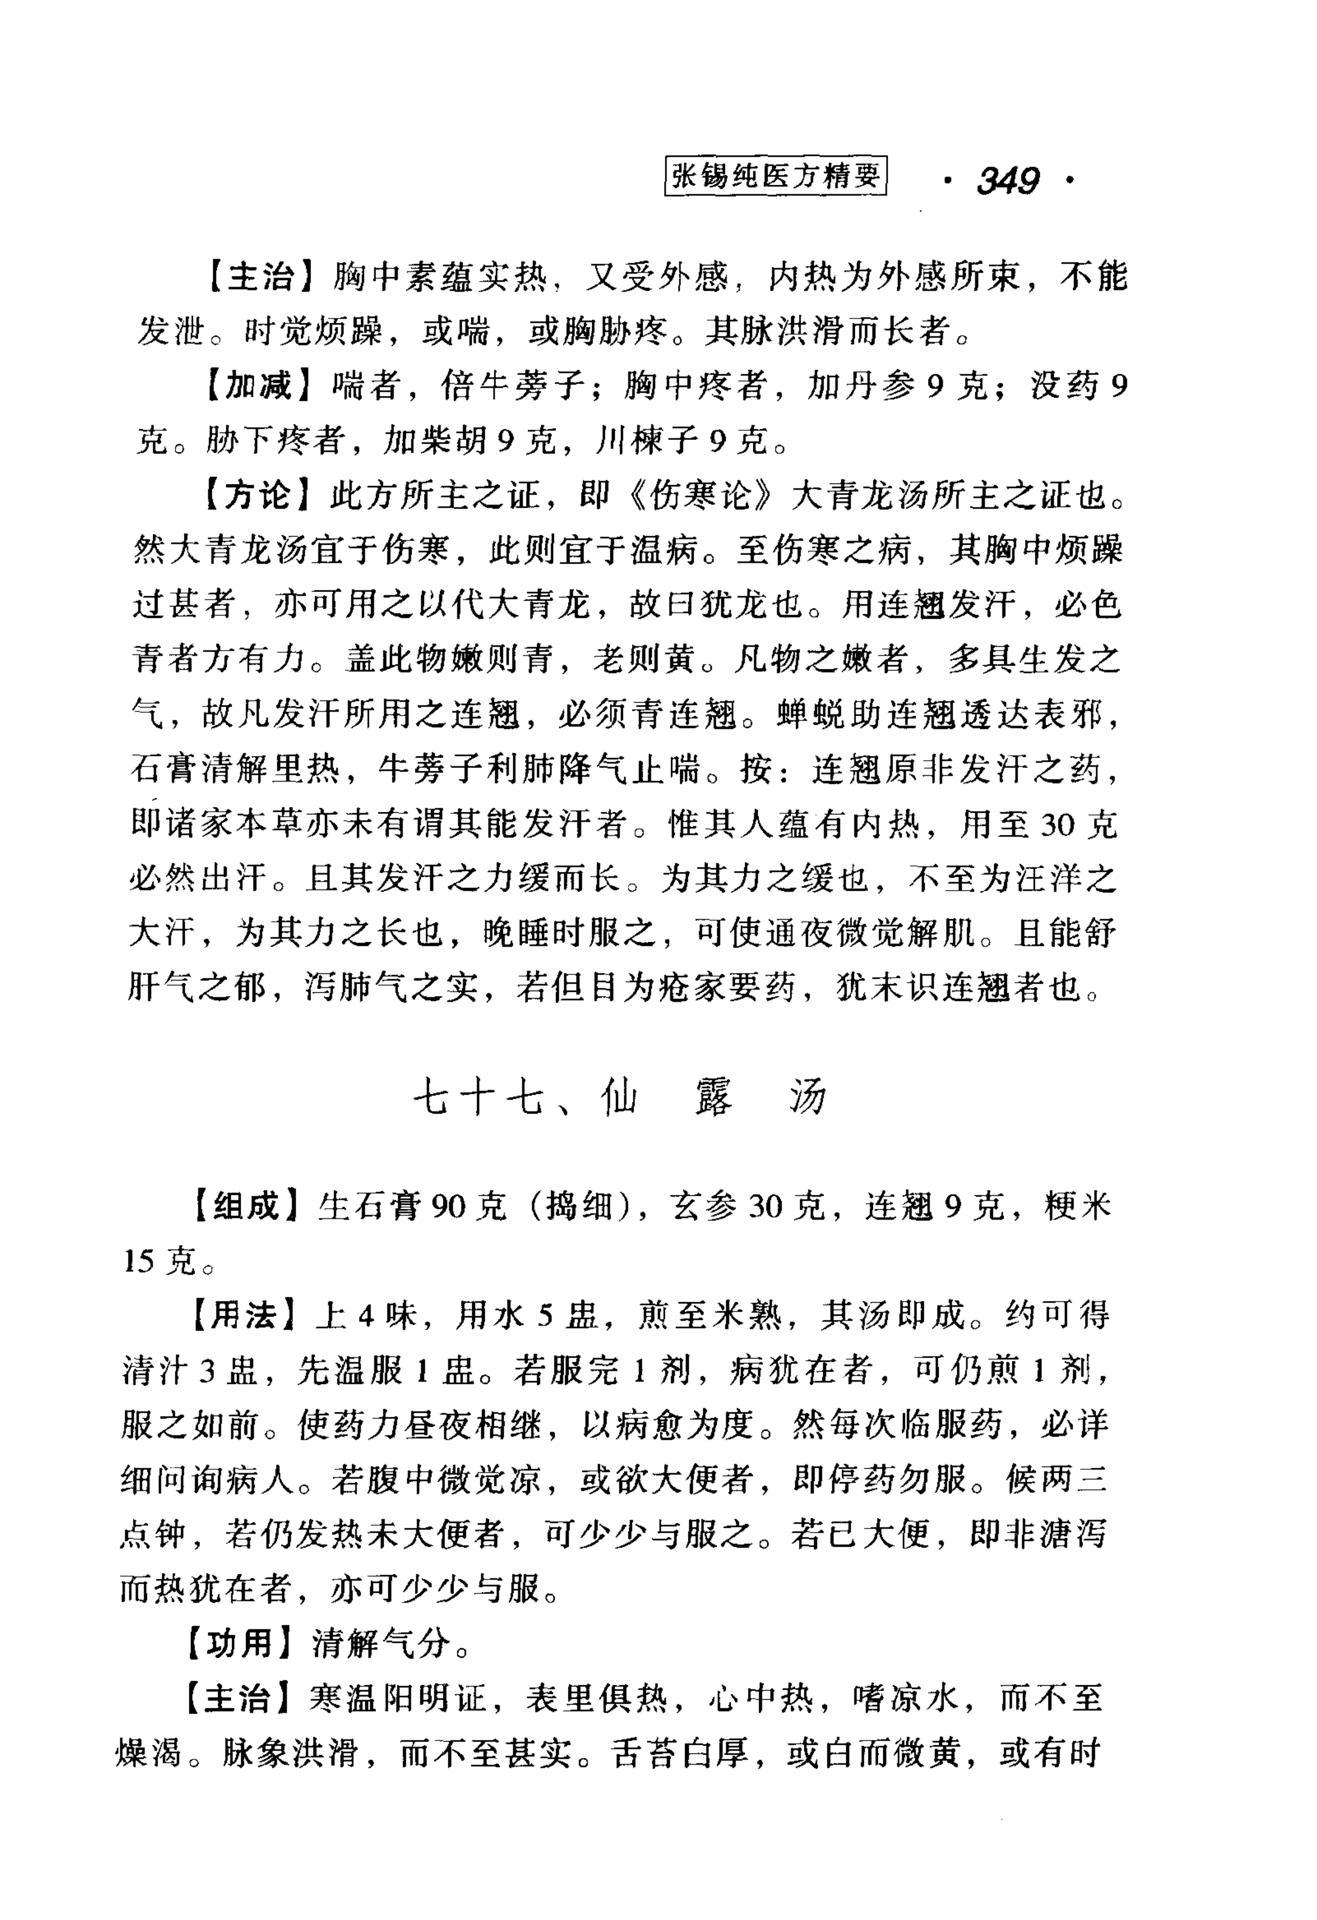 张锡纯医方精要 · 349 ·
【主治】胸中素蕴实热，又受外感，内热为外感所束，不能
发泄。时觉烦躁，或喘，或胸胁疼。其脉洪滑而长者。
【加减】喘者，倍牛蒡子；胸中疼者，加丹参9克；没药9
克。胁下疼者，加柴胡9克，川楝子9克。
【方论】此方所主之证，即《伤寒论》大青龙汤所主之证也。
然大青龙汤宜于伤寒，此则宜于温病。至伤寒之病，其胸中烦躁
过甚者，亦可用之以代大青龙，故曰犹龙也。用连翘发汗，必色
青者方有力。盖此物嫩则青，老则黄。凡物之嫩者，多具生发之
气，故凡发汗所用之连翘，必须青连翘。蝉蜕助连翘透达表邪，
石膏清解里热，牛蒡子利肺降气止喘。按：连翘原非发汗之药，
即诸家本草亦未有谓其能发汗者。惟其人蕴有内热，用至30克
必然出汗。且其发汗之力缓而长。为其力之缓也，不至为汪洋之
大汗，为其力之长也，晚睡时服之，可使通夜微觉解肌。且能舒
肝气之郁，泻肺气之实，若但目为疮家要药，犹末识连翘者也。
七十七、仙 露 汤
【组成】生石膏90克（捣细），玄参30克，连翘9克，粳米
15克。
【用法】上4味，用水5盅，煎至米熟，其汤即成。约可得
清汁3盅，先温服1盅。若服完1剂，病犹在者，可仍煎1剂，
服之如前。使药力昼夜相继，以病愈为度。然每次临服药，必详
细问询病人。若腹中微觉凉，或欲大便者，即停药勿服。候两三
点钟，若仍发热未大便者，可少少与服之。若已大便，即非溏泻
而热犹在者，亦可少少与服。
【功用】清解气分。
【主治】寒温阳明证，表里俱热，心中热，嗜凉水，而不至
燥渴。脉象洪滑，而不至甚实。舌苔白厚，或白而微黄，或有时